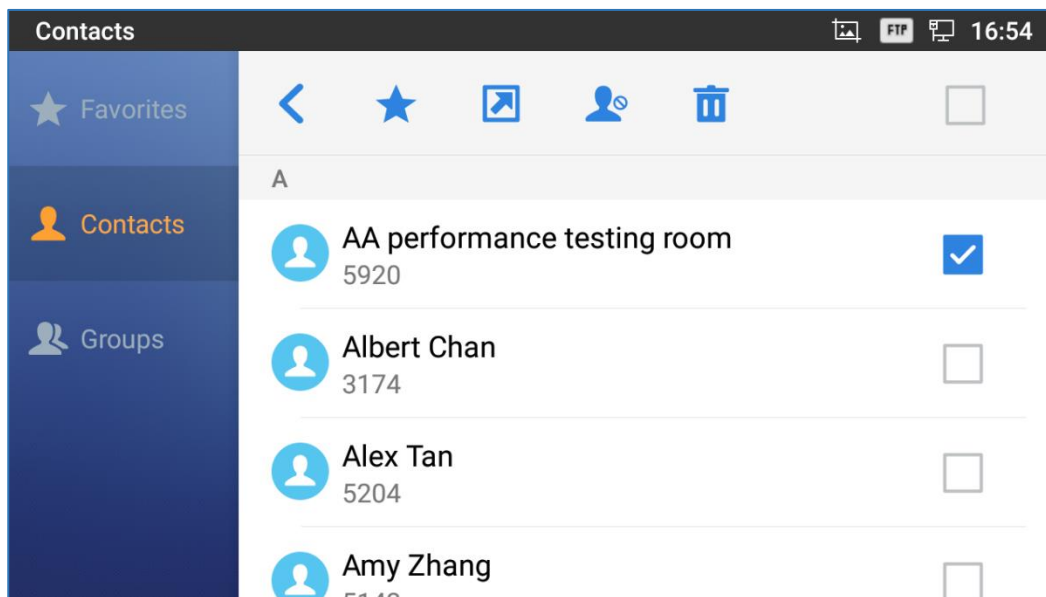 Contacts
FTP
16:54
Favorites
Contacts
Groups
A
AA performance testing room
5920
Albert Chan
3174
Alex Tan
5204
Amy Zhang